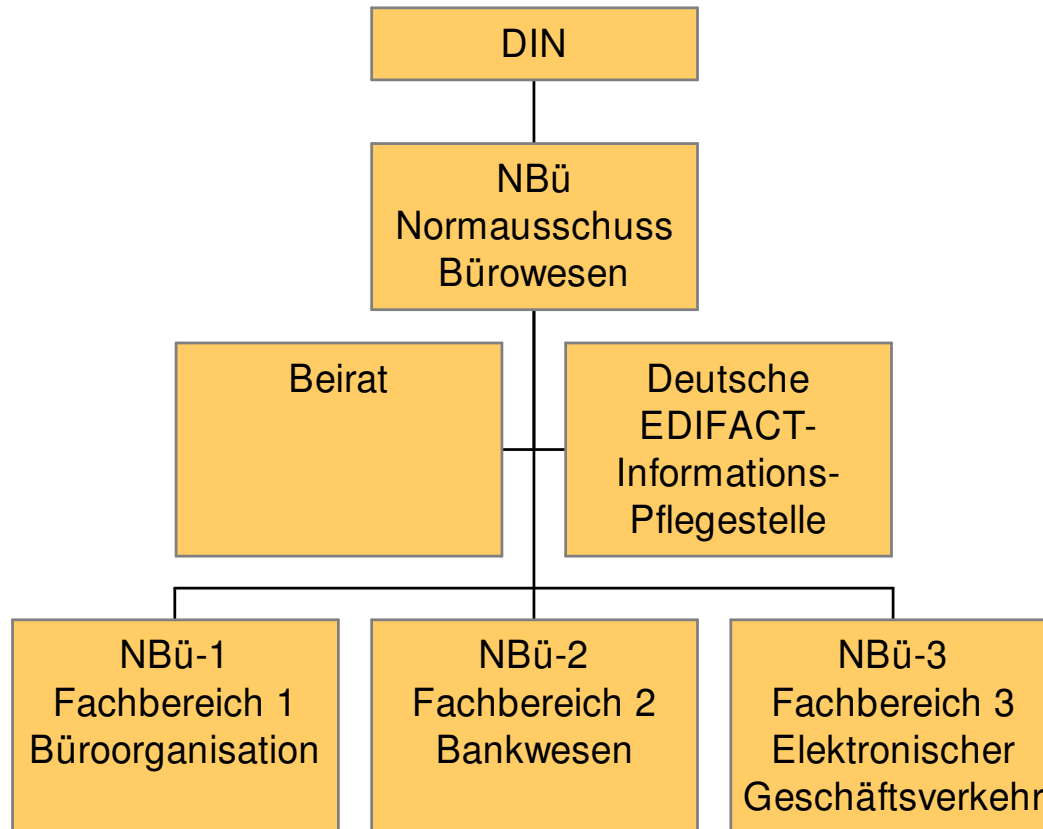 DIN
NBü
Normausschuss
Bürowesen
Beirat
Deutsche
EDIFACT-
Informations-
Pflegestelle
NBü-1
Fachbereich 1
Büroorganisation
NBü-2
Fachbereich 2
Bankwesen
NBü-3
Fachbereich 3
Elektronischer
Geschäftsverkehr